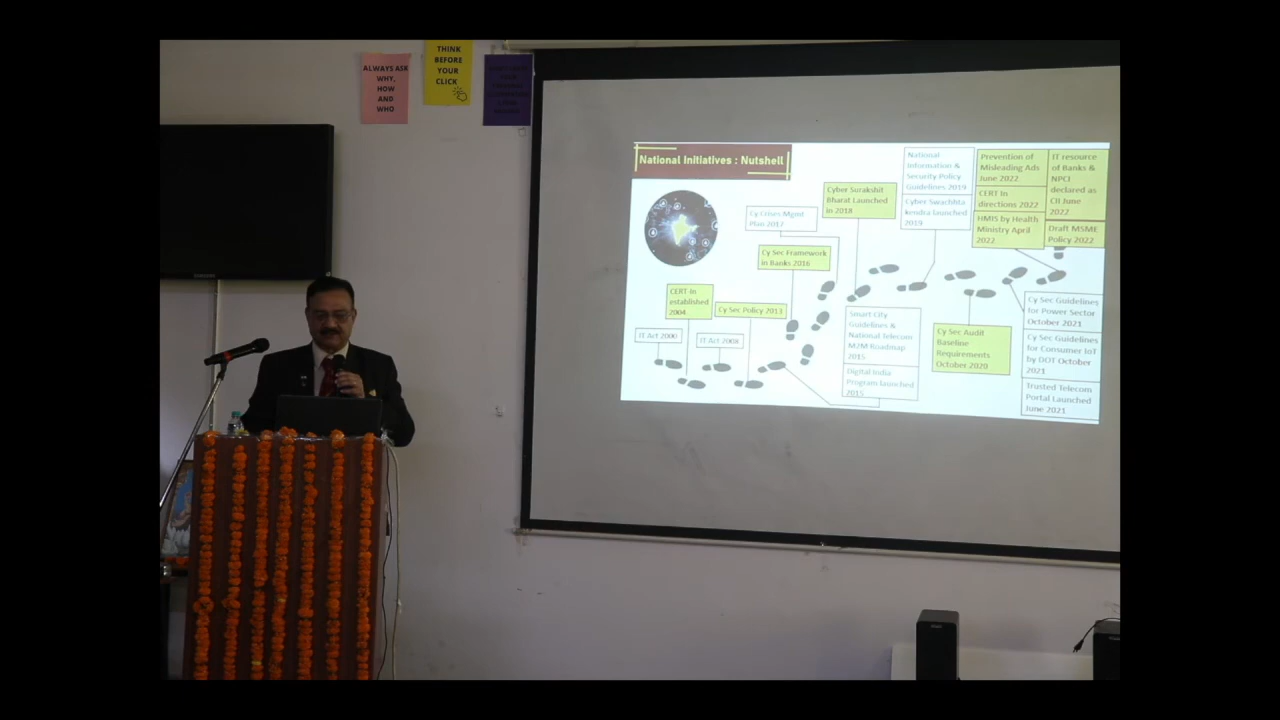 ALWAYS ASK
WHY,
HOW
AND
WHO
THINK
BEFORE
YOUR
CLICK
National Initiatives : Nutshell
IT Act 2000
CERT-In
established
2004
IT Act 2008
Cy Sec Policy 2013
Cy Sec Framework
in Banks 2016
Cy Crises Mgmt
Plan 2017
Cyber Surakshit
Bharat Launched
in 2018
Smart City
Guidelines &
National Telecom
M2M Roadmap
2015
Digital India
Program launched
2015
National
Information &
Security Policy
Guidelines 2019
Cyber Swachhta
kendra launched
2019
Cy Sec Audit
Baseline
Requirements
October 2020
Prevention of
Misleading Ads
June 2022
CERT In
directions 2022
HMIS by Health
Ministry April
2022
IT resource
of Banks &
NPCI
declared as
CII June
2022
Draft MSME
Policy 2022
Cy Sec Guidelines
for Power Sector
October 2021
Cy Sec Guidelines
for Consumer IoT
by DOT October
2021
Trusted Telecom
Portal Launched
June 2021
SAMSUNG